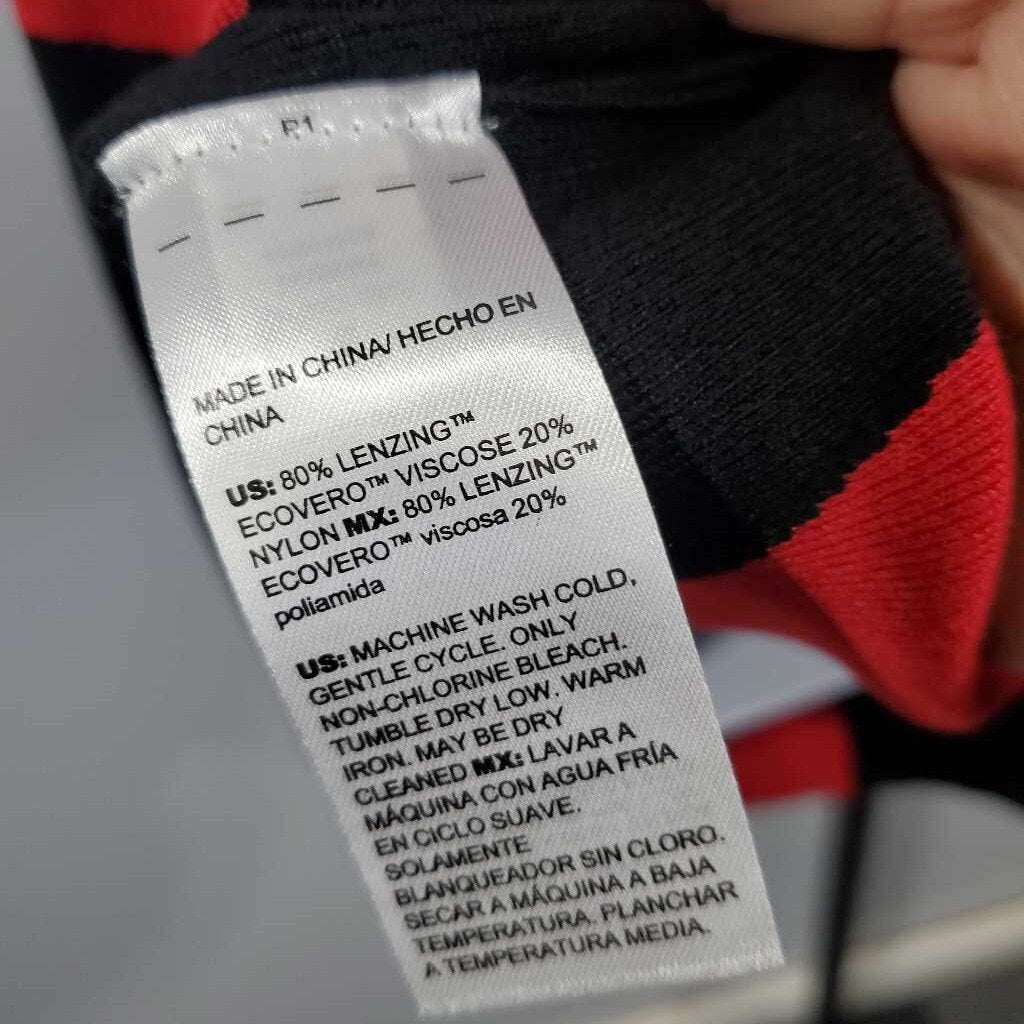 P1
MADE IN CHINA/ HECHO EN
CHINA
US: 80% LENZING™
ECOVERO™ VISCOSE 20%
NYLON MX: 80% LENZING™
ECOVERO™ viscosa 20%
poliamida
US: MACHINE WASH COLD,
GENTLE CYCLE. ONLY
NON-CHLORINE BLEACH.
TUMBLE DRY LOW. WARM
IRON. MAY BE DRY
CLEANED MX: LAVAR A
MÁQUINA CON AGUA FRÍA
EN CICLO SUAVE.
SOLAMENTE
BLANQUEADOR SIN CLORO.
SECAR A MÁQUINA A BAJA
TEMPERATURA. PLANCHAR
A TEMPERATURA MEDIA.